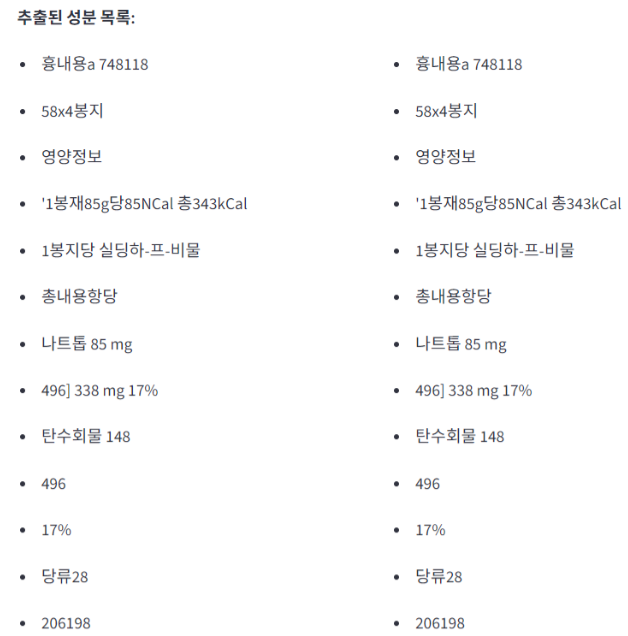 추출된 성분 목록:
흉내용a 748118
58x4봉지
영양정보
'1봉재85g당85NCal 총343kCal
1봉지당 실딩하-프-비물
총내용항당
나트톱 85 mg
496] 338 mg 17%
탄수회물 148
496
17%
당류28
206198
흉내용a 748118
58x4봉지
영양정보
'1봉재85g당85NCal 총343kCal
1봉지당 실딩하-프-비물
총내용항당
나트톱 85 mg
496] 338 mg 17%
탄수회물 148
496
17%
당류28
206198